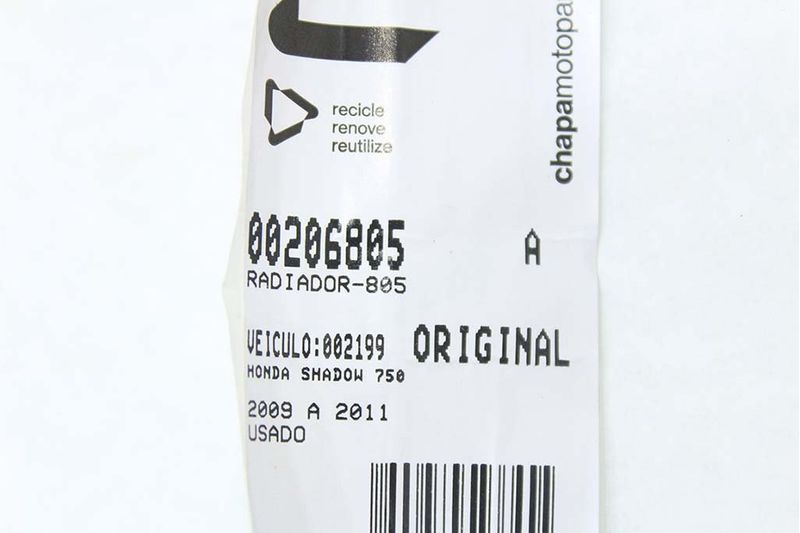 recicle
renove
reutilize
chapamotopa
00206805 A
RADIADOR-805
VEICULO:002199 ORIGINAL
HONDA SHADOW 750
2009 A 2011
USADO